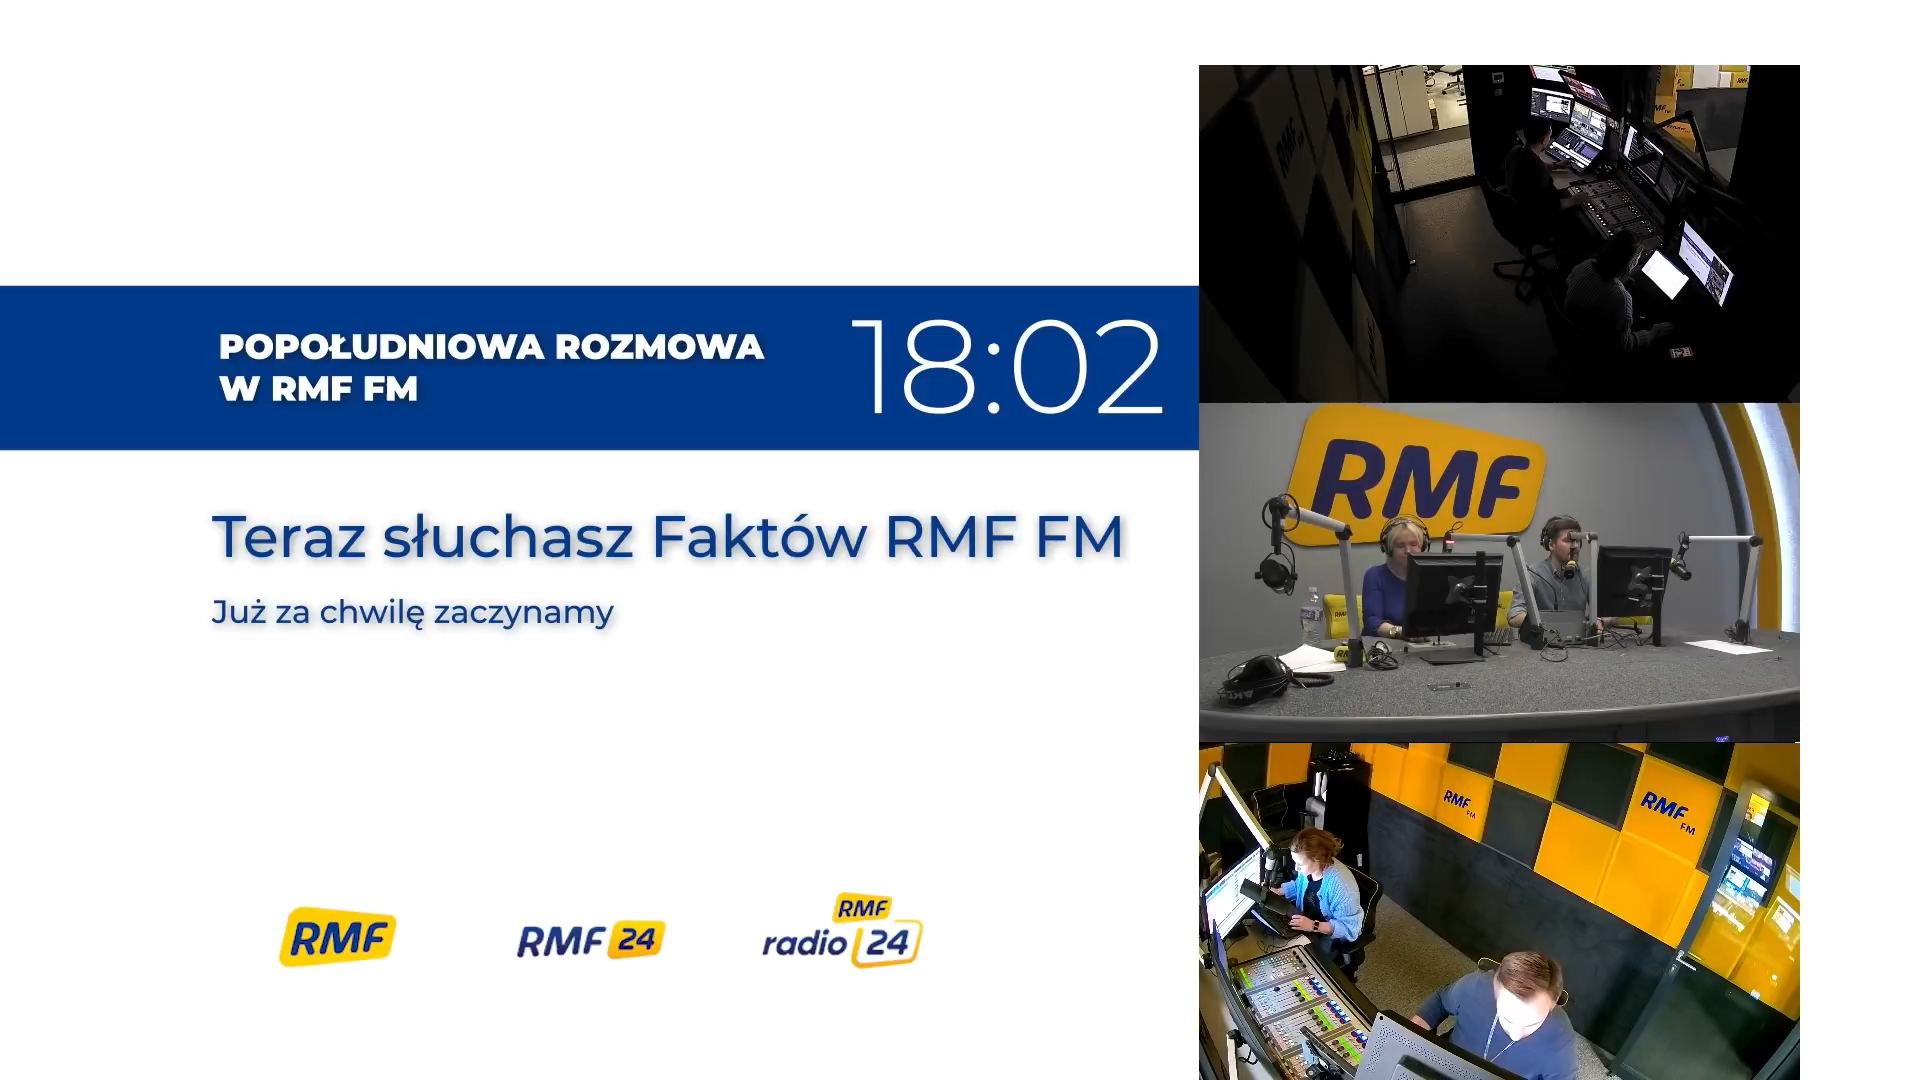 POPOŁUDNIOWA ROZMOWA
W RMF FM
18:02
Teraz słuchasz Faktów RMF FM
Już za chwilę zaczynamy
RMF
RMF 24
RMF
radio 24
RMF
RMF
RMF
FM
RMF
FM